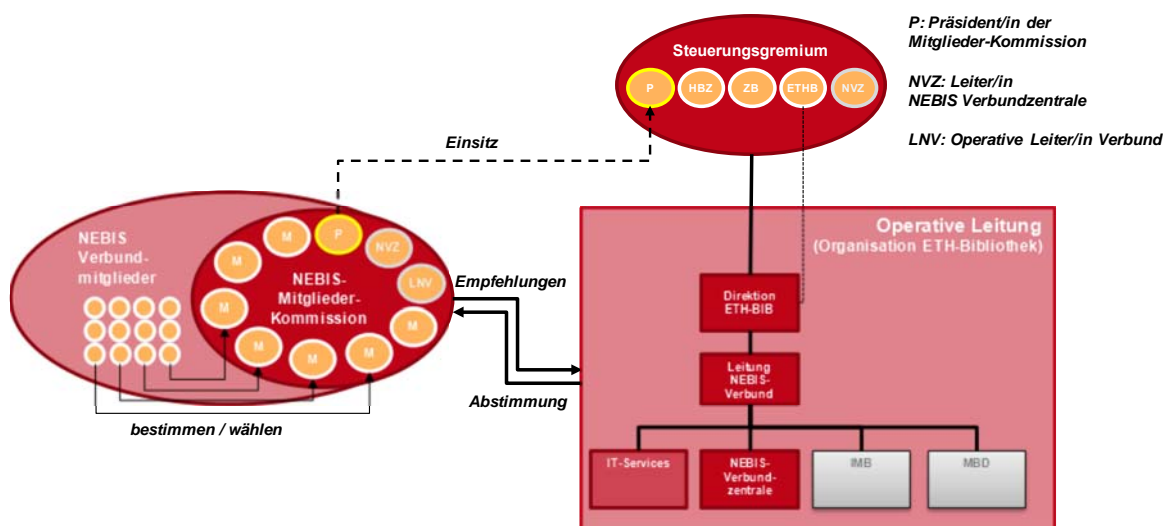 Steuerungsgremium
P
HBZ
ZB
ETHB
NVZ
P: Präsident/in der
Mitglieder-Kommission
NVZ: Leiter/in
NEBIS Verbundzentrale
LNV: Operative Leiter/in Verbund
Einsitz
NEBIS
Verbund-
mitglieder
M
M
P
NVZ
LNV
M
M
M
M
M
NEBIS-
Mitglieder-
Kommission
bestimmen / wählen
Empfehlungen
Abstimmung
Operative Leitung
(Organisation ETH-Bibliothek)
Direktion
ETH-BIB
Leitung
NEBIS-
Verbund
IT-Services
NEBIS-
Verbund-
zentrale
IMB
MBD